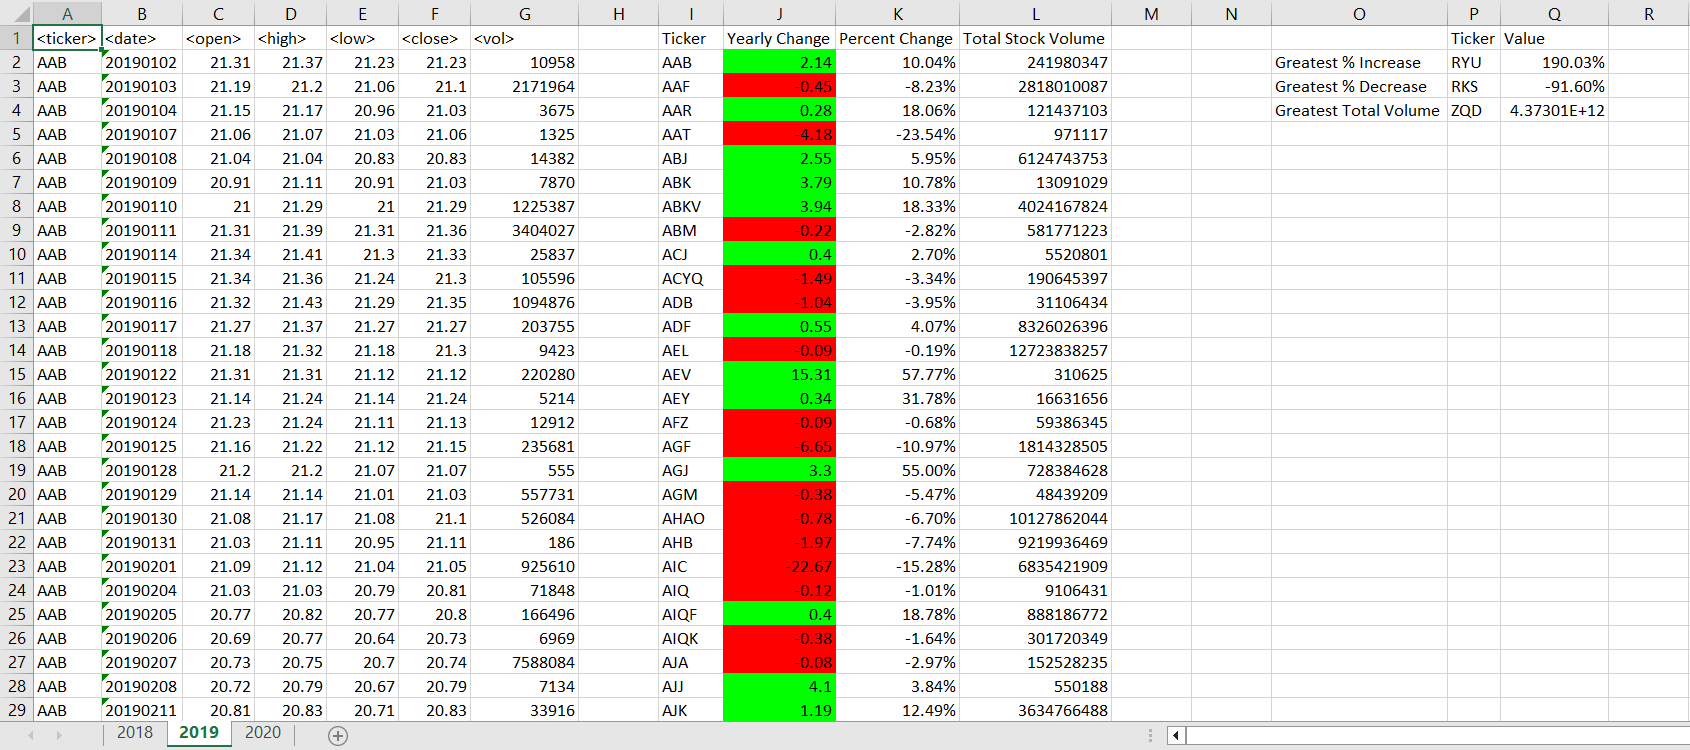 A B C D E F G H I J K L M N O P Q R
1 <ticker> <date> <open> <high> <low> <close> <vol> Ticker Yearly Change Percent Change Total Stock Volume Ticker Value
2 AAB 20190102 21.31 21.37 21.23 21.23 10958 AAB 2.14 10.04% 241980347 Greatest % Increase RYU 190.03%
3 AAB 20190103 21.19 21.2 21.06 21.1 2171964 AAF -0.45 -8.23% 2818010087 Greatest % Decrease RKS -91.60%
4 AAB 20190104 21.15 21.17 20.96 21.03 3675 AAR 0.28 18.06% 121437103 Greatest Total Volume ZQD 4.37301E+12
5 AAB 20190107 21.06 21.07 21.03 21.06 1325 AAT -4.18 -23.54% 971117
6 AAB 20190108 21.04 21.04 20.83 20.83 14382 ABJ 2.55 5.95% 6124743753
7 AAB 20190109 20.91 21.11 20.91 21.03 7870 ABK 3.79 10.78% 13091029
8 AAB 20190110 21 21.29 21 21.29 1225387 ABKV 3.94 18.33% 4024167824
9 AAB 20190111 21.31 21.39 21.31 21.36 3404027 ABM -0.22 -2.82% 581771223
10 AAB 20190114 21.34 21.41 21.3 21.33 25837 ACJ 0.4 2.70% 5520801
11 AAB 20190115 21.34 21.36 21.24 21.3 105596 ACYQ -1.49 -3.34% 190645397
12 AAB 20190116 21.32 21.43 21.29 21.35 1094876 ADB -1.04 -3.95% 31106434
13 AAB 20190117 21.27 21.37 21.27 21.27 203755 ADF 0.55 4.07% 8326026396
14 AAB 20190118 21.18 21.32 21.18 21.3 9423 AEL -0.09 -0.19% 12723838257
15 AAB 20190122 21.31 21.31 21.12 21.12 220280 AEV 15.31 57.77% 310625
16 AAB 20190123 21.14 21.24 21.14 21.24 5214 AEY 0.34 31.78% 16631656
17 AAB 20190124 21.23 21.24 21.11 21.13 12912 AFZ -0.09 -0.68% 59386345
18 AAB 20190125 21.16 21.22 21.12 21.15 235681 AGF -6.65 -10.97% 1814328505
19 AAB 20190128 21.2 21.2 21.07 21.07 555 AGJ 3.3 55.00% 728384628
20 AAB 20190129 21.14 21.14 21.01 21.03 557731 AGM -0.38 -5.47% 48439209
21 AAB 20190130 21.08 21.17 21.08 21.1 526084 AHAO -0.78 -6.70% 10127862044
22 AAB 20190131 21.03 21.11 20.95 21.11 186 AHB -1.97 -7.74% 9219936469
23 AAB 20190201 21.09 21.12 21.04 21.05 925610 AIC -22.67 -15.28% 6835421909
24 AAB 20190204 21.03 21.03 20.79 20.81 71848 AIQ -0.12 -1.01% 9106431
25 AAB 20190205 20.77 20.82 20.77 20.8 166496 AIQF 0.4 18.78% 888186772
26 AAB 20190206 20.69 20.77 20.64 20.73 6969 AIQK -0.38 -1.64% 301720349
27 AAB 20190207 20.73 20.75 20.7 20.74 7588084 AJA -0.08 -2.97% 152528235
28 AAB 20190208 20.72 20.79 20.67 20.79 7134 AJJ 4.1 3.84% 550188
29 AAB 20190211 20.81 20.83 20.71 20.83 33916 AJK 1.19 12.49% 3634766488
2018 2019 2020